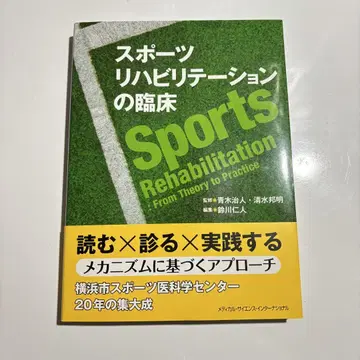 スポーツ
リハビリテーション
の臨床
Sports
Rehabilitation
From Theory to Practice
監修●青木治人・清水邦明
編集●鈴川仁人
読む×診る×実践する
メカニズムに基づくアプローチ
横浜市スポーツ医科学センター
20年の集大成
メディカル・サイエンス・インターナショナル